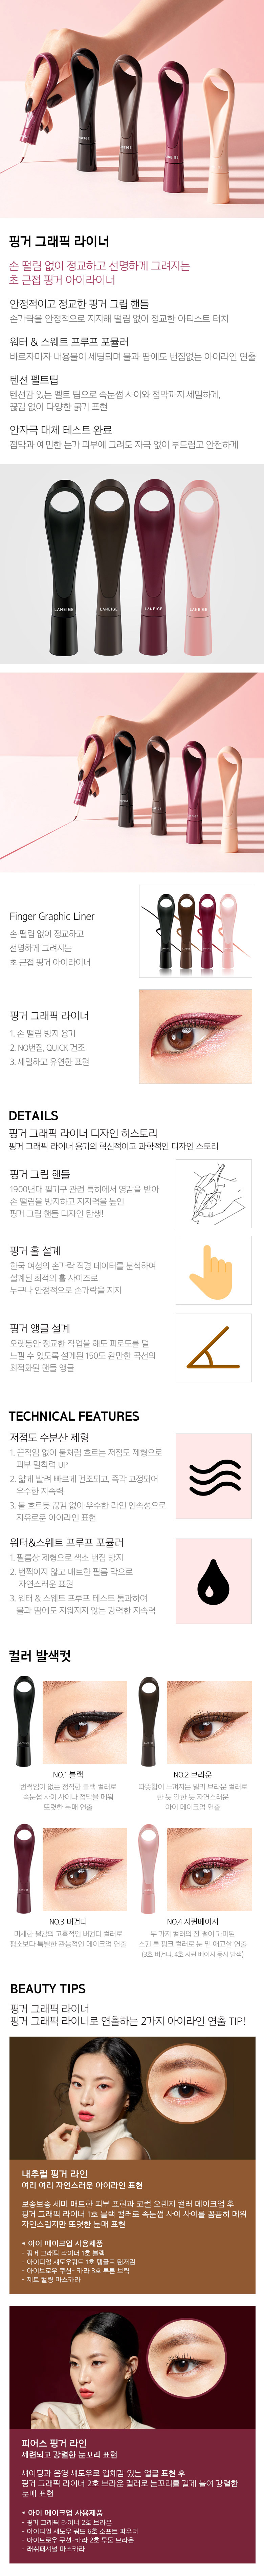 핑거 그래픽 라이너
손 떨림 없이 정교하고 선명하게 그려지는
초 근접 핑거 아이라이너
안정적이고 정교한 핑거 그립 핸들
손가락을 안정적으로 지지해 떨림 없이 정교한 아티스트 터치
워터 & 스웨트 프루프 포뮬러
바르자마자 내용물이 세팅되며 물과 땀에도 번짐없는 아이라인 연출
텐션 펠트팁
텐션감 있는 펠트 팁으로 속눈썹 사이와 점막까지 세밀하게,
끊김 없이 다양한 굵기 표현
안자극 대체 테스트 완료
점막과 예민한 눈가 피부에 그려도 자극 없이 부드럽고 안전하게
LANEIGE LANEIGE LANEIGE LANEIGE
Finger Graphic Liner
손 떨림 없이 정교하고
선명하게 그려지는
초 근접 핑거 아이라이너
핑거 그래픽 라이너
1. 손 떨림 방지 용기
2. NO번짐, QUICK 건조
3. 세밀하고 유연한 표현
DETAILS
핑거 그래픽 라이너 디자인 히스토리
핑거 그래픽 라이너 용기의 혁신적이고 과학적인 디자인 스토리
핑거 그립 핸들
1900년대 필기구 관련 특허에서 영감을 받아
손 떨림을 방지하고 지지력을 높인
핑거 그립 핸들 디자인 탄생!
핑거 홀 설계
한국 여성의 손가락 직경 데이터를 분석하여
설계된 최적의 홀 사이즈로
누구나 안정적으로 손가락을 지지
핑거 앵글 설계
오랫동안 정교한 작업을 해도 피로도를 덜
느낄 수 있도록 설계된 150도 완만한 곡선의
최적화된 핸들 앵글
TECHNICAL FEATURES
저점도 수분산 제형
1. 끈적임 없이 물처럼 흐르는 저점도 제형으로
피부 밀착력 UP
2. 얇게 발려 빠르게 건조되고, 즉각 고정되어
우수한 지속력
3. 물 흐르듯 끊김 없이 우수한 라인 연속성으로
자유로운 아이라인 표현
워터&스웨트 프루프 포뮬러
1. 필름상 제형으로 색소 번짐 방지
2. 번쩍이지 않고 매트한 필름 막으로
자연스러운 표현
3. 워터 & 스웨트 프루프 테스트 통과하여
물과 땀에도 지워지지 않는 강력한 지속력
컬러 발색컷
NO.1 블랙
번쩍임이 없는 정직한 블랙 컬러로
속눈썹 사이 사이나 점막을 메워
또렷한 눈매 연출
NO.2 브라운
따뜻함이 느껴지는 밀키 브라운 컬러로
한 듯 안한 듯 자연스러운
아이 메이크업 연출
NO.3 버건디
미세한 펄감의 고혹적인 버건디 컬러로
평소보다 특별한 관능적인 메이크업 연출
NO.4 시퀸베이지
두 가지 컬러의 잔 펄이 가미된
스킨 톤 핑크 컬러로 눈 밑 애교살 연출
(3호 버건디, 4호 시퀸 베이지 동시 발색)
BEAUTY TIPS
핑거 그래픽 라이너
핑거 그래픽 라이너로 연출하는 2가지 아이라인 연출 TIP!
내추럴 핑거 라인
여리 여리 자연스러운 아이라인 표현
보송보송 세미 매트한 피부 표현과 코럴 오렌지 컬러 메이크업 후
핑거 그래픽 라이너 1호 블랙 컬러로 속눈썹 사이 사이를 꼼꼼히 메워
자연스럽지만 또렷한 눈매 표현
* 아이 메이크업 사용제품
- 핑거 그래픽 라이너 1호 블랙
- 아이디얼 섀도우쿼드 1호 탱글드 탠저린
- 아이브로우 쿠션- 카라 3호 투톤 브릭
- 제트 컬링 마스카라
피어스 핑거 라인
세련되고 강렬한 눈꼬리 표현
섀이딩과 음영 섀도우로 입체감 있는 얼굴 표현 후
핑거 그래픽 라이너 2호 브라운 컬러로 눈꼬리를 길게 늘여 강렬한
눈매 표현
* 아이 메이크업 사용제품
- 핑거 그래픽 라이너 2호 브라운
- 아이디얼 섀도우 쿼드 6호 소프트 파우더
- 아이브로우 쿠션-카라 2호 투톤 브라운
- 래쉬패셔널 마스카라